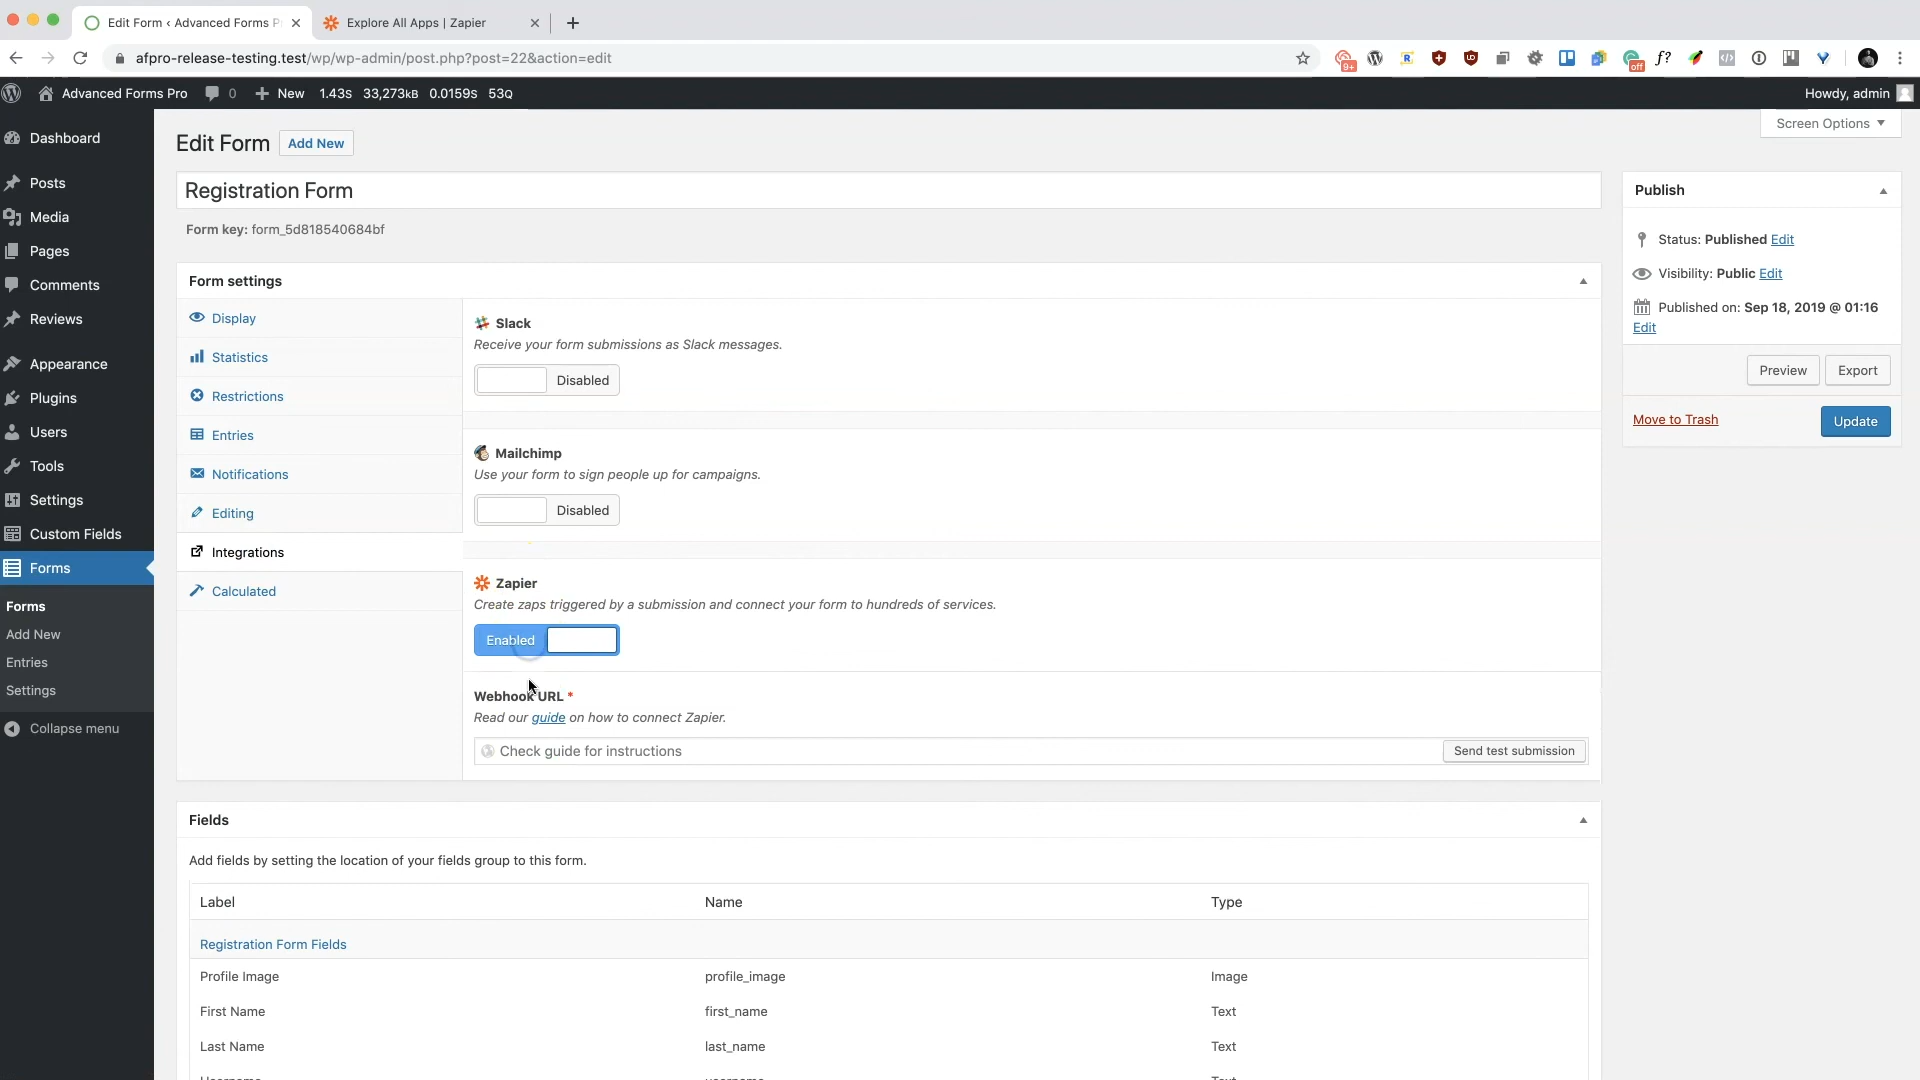 Edit Form ‹ Advanced Forms P
Explore All Apps | Zapier
afpro-release-testing.test/wp/wp-admin/post.php?post=22&action=edit
9+
off
f?
Advanced Forms Pro
0
New
1.43s 33,273kB 0.0159s 53Q
Howdy, admin
Dashboard
Posts
Media
Pages
Comments
Reviews
Appearance
Plugins
Users
Tools
Settings
Custom Fields
Forms
Forms
Add New
Entries
Settings
Collapse menu
Screen Options
Edit Form
Add New
Registration Form
Form key: form_5d818540684bf
Form settings
Display
Statistics
Restrictions
Entries
Notifications
Editing
Integrations
Calculated
Slack
Receive your form submissions as Slack messages.
Disabled
Mailchimp
Use your form to sign people up for campaigns.
Disabled
Zapier
Create zaps triggered by a submission and connect your form to hundreds of services.
Enabled
Webhook URL *
Read our guide on how to connect Zapier.
Check guide for instructions
Send test submission
Fields
Add fields by setting the location of your fields group to this form.
Label Name Type
Registration Form Fields
Profile Image profile_image Image
First Name first_name Text
Last Name last_name Text
Publish
Status: Published Edit
Visibility: Public Edit
Published on: Sep 18, 2019 @ 01:16
Edit
Preview
Export
Move to Trash
Update